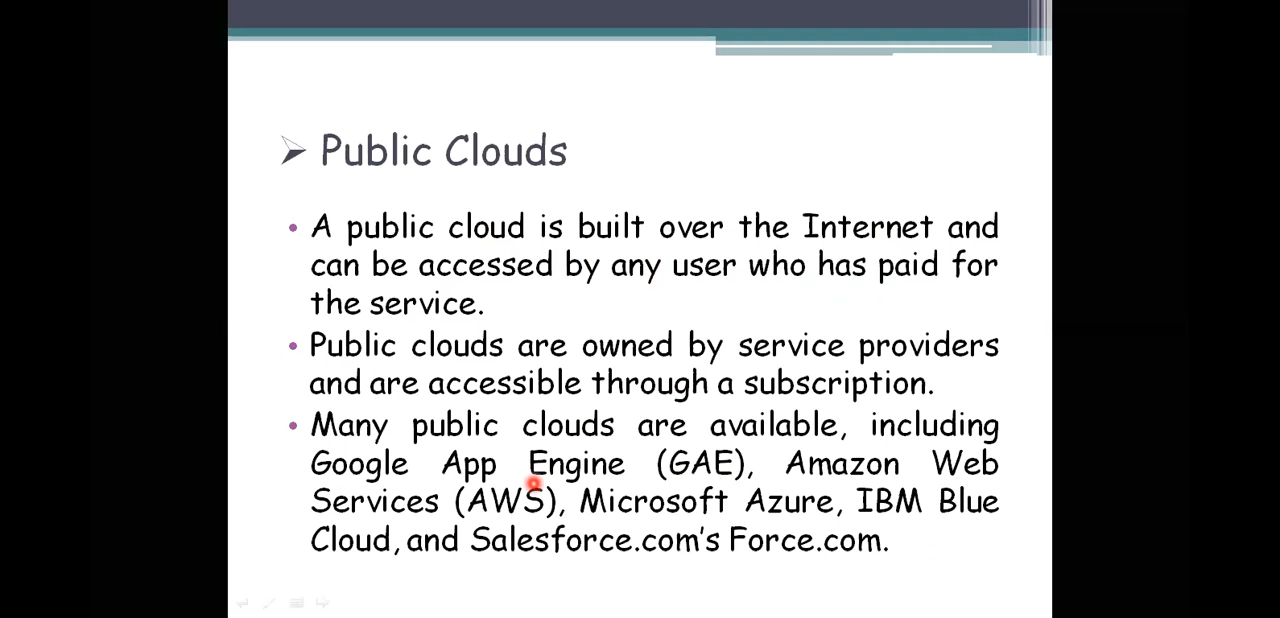 Public Clouds
A public cloud is built over the Internet and
can be accessed by any user who has paid for
the service.
Public clouds are owned by service providers
and are accessible through a subscription.
Many public clouds are available, including
Google App Engine (GAE), Amazon Web
Services (AWS), Microsoft Azure, IBM Blue
Cloud, and Salesforce.com's Force.com.